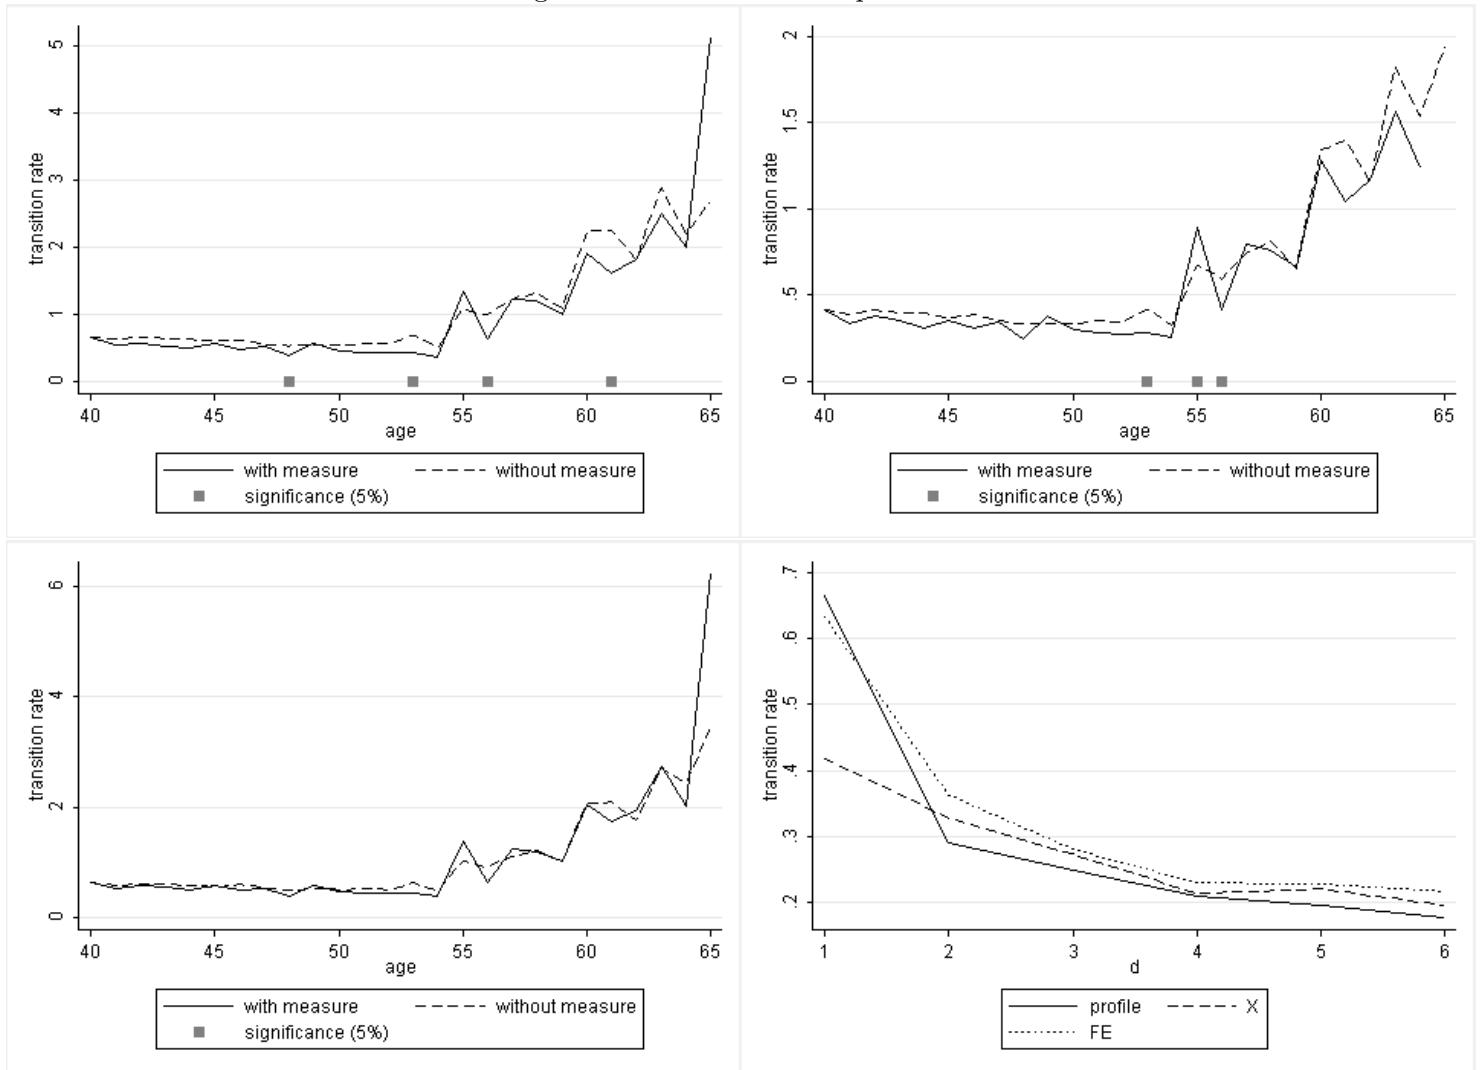 5
4
3
2
1
0
transition rate
40 45 50 55 60 65
age
with measure without measure
significance (5%)
2
1.5
1
.5
0
transition rate
40 45 50 55 60 65
age
with measure without measure
significance (5%)
6
4
2
0
transition rate
40 45 50 55 60 65
age
with measure without measure
significance (5%)
.7
.6
.5
.4
.3
.2
transition rate
1 2 3 4 5 6
d
profile X
FE